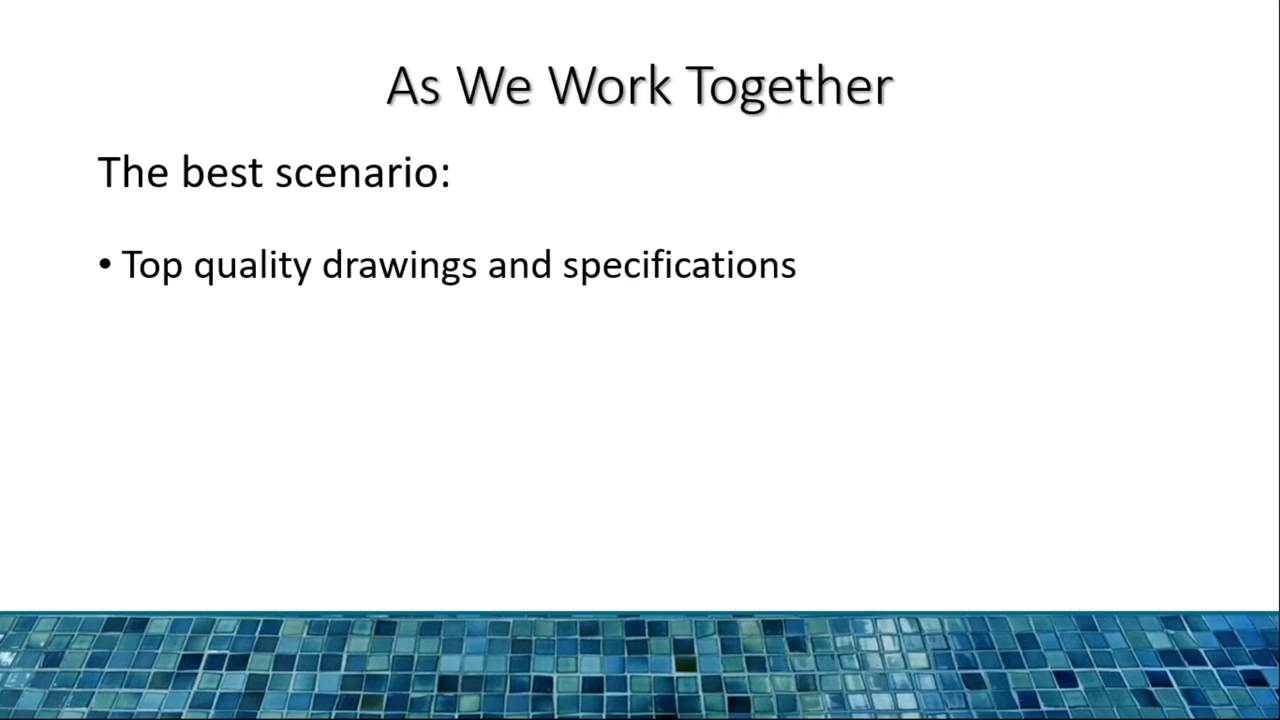 As We Work Together
The best scenario:
• Top quality drawings and specifications